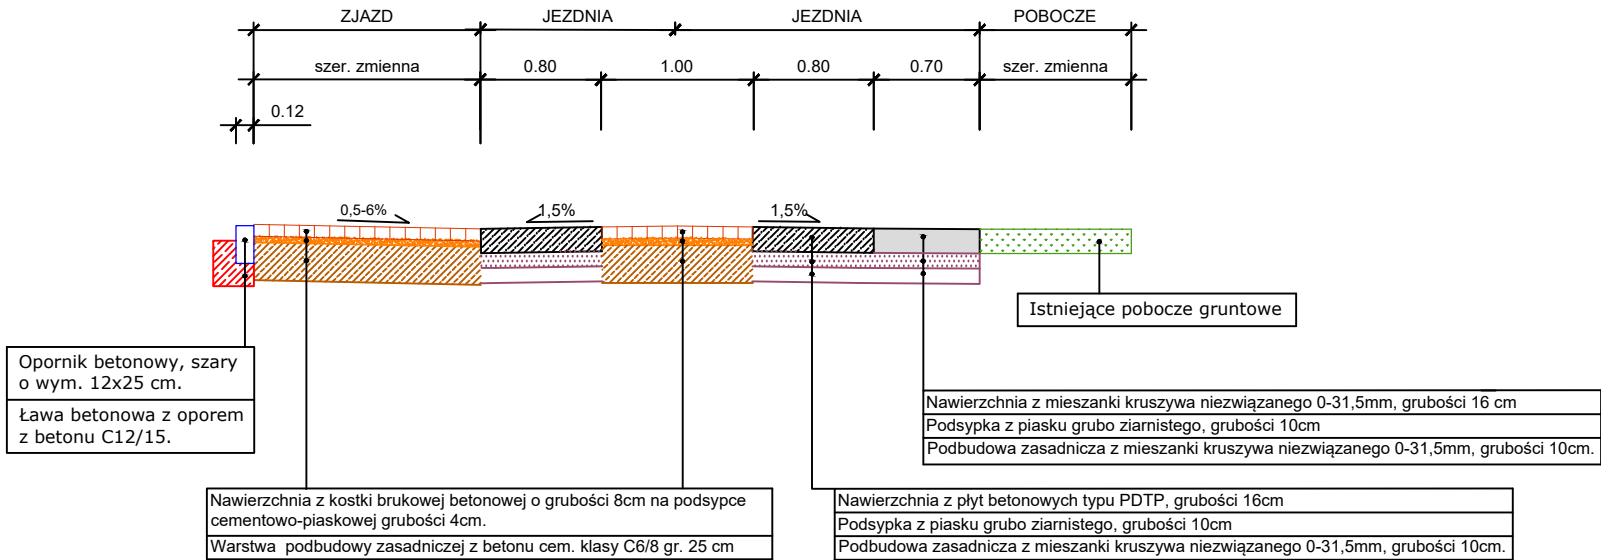 ZJAZD JEZDNIA JEZDNIA POBOCZE
szer. zmienna 0.80 1.00 0.80 0.70 szer. zmienna
0.12
0,5-6% 1,5% 1,5%
Istniejące pobocze gruntowe
Opornik betonowy, szary
o wym. 12x25 cm.
Ława betonowa z oporem
z betonu C12/15.
Nawierzchnia z mieszanki kruszywa niezwiązanego 0-31,5mm, grubości 16 cm
Podsypka z piasku grubo ziarnistego, grubości 10cm
Podbudowa zasadnicza z mieszanki kruszywa niezwiązanego 0-31,5mm, grubości 10cm.
Nawierzchnia z kostki brukowej betonowej o grubości 8cm na podsypce
cementowo-piaskowej grubości 4cm.
Warstwa podbudowy zasadniczej z betonu cem. klasy C6/8 gr. 25 cm
Nawierzchnia z płyt betonowych typu PDTP, grubości 16cm
Podsypka z piasku grubo ziarnistego, grubości 10cm
Podbudowa zasadnicza z mieszanki kruszywa niezwiązanego 0-31,5mm, grubości 10cm.